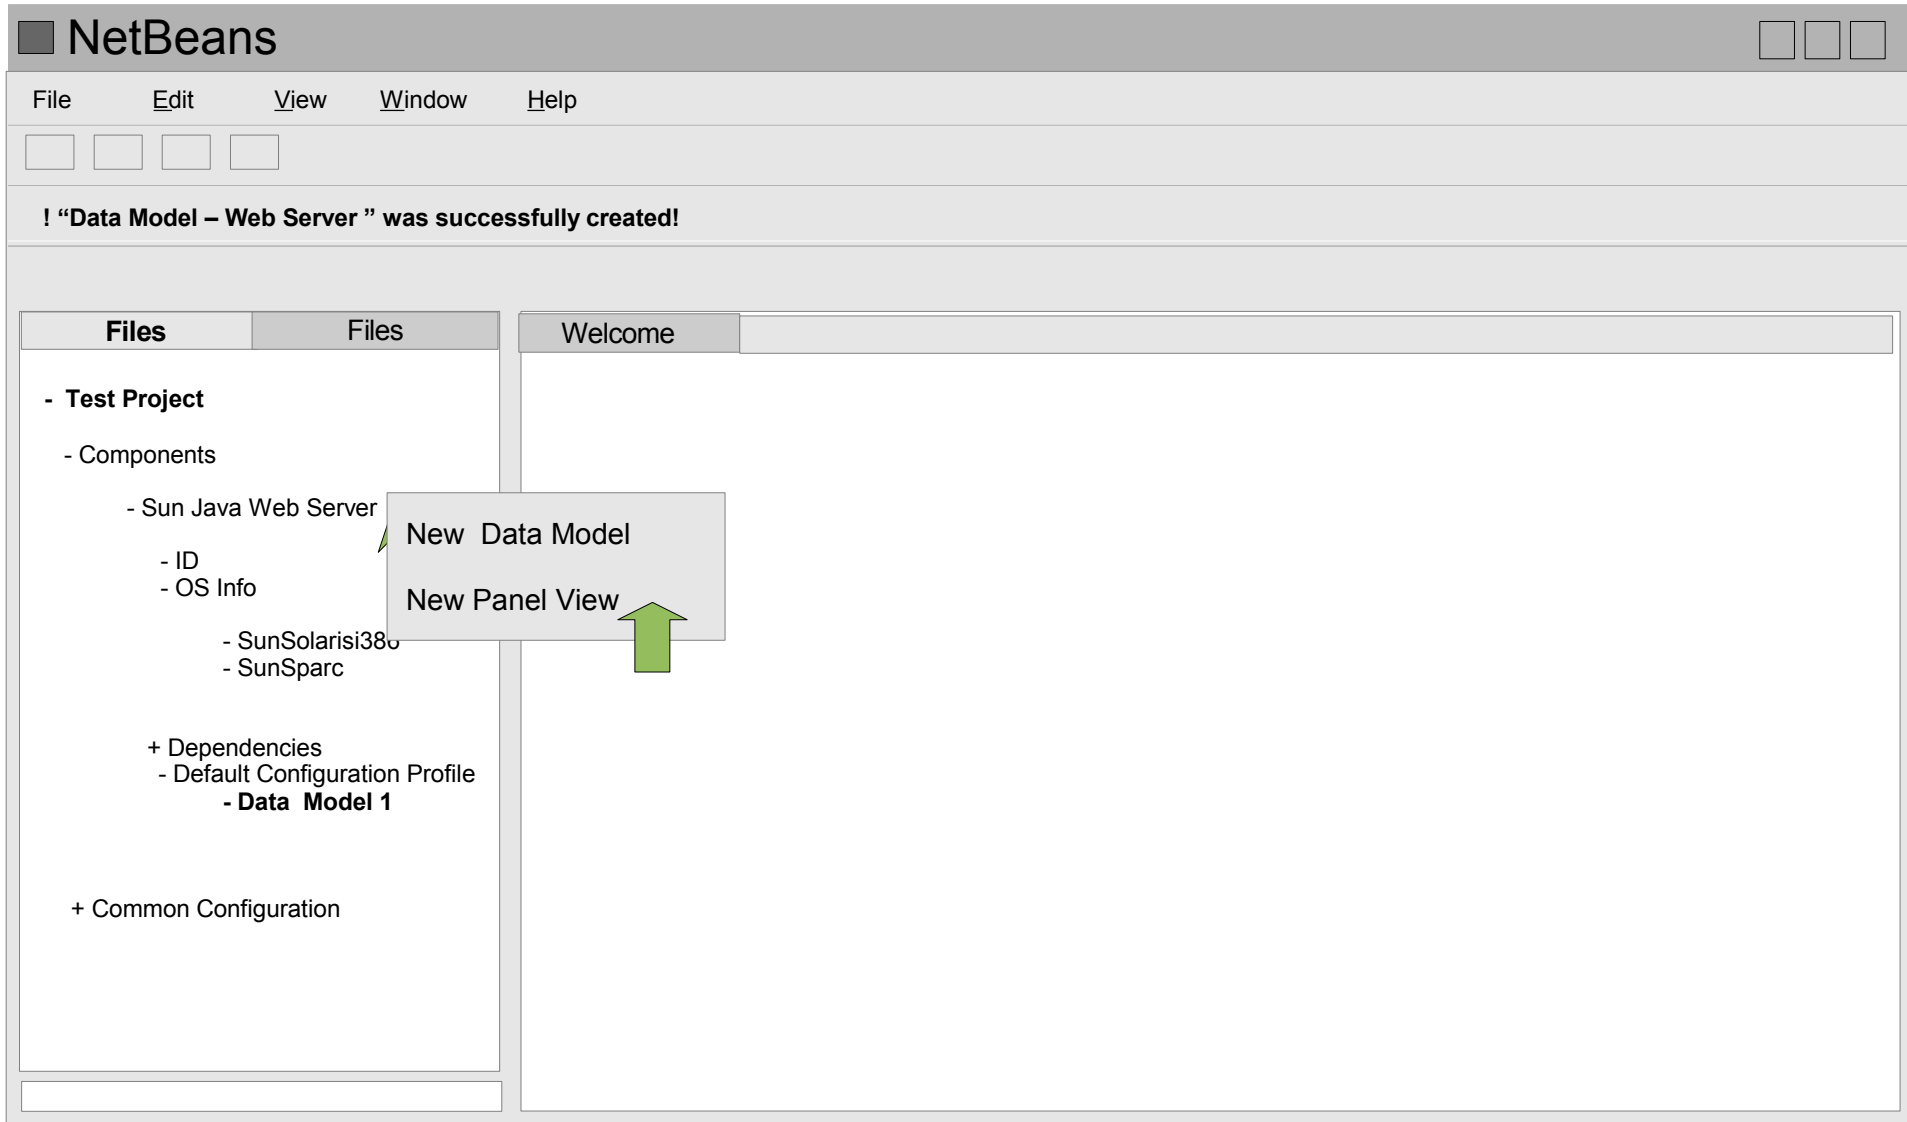 NetBeans
File Edit View Window Help
! “Data Model – Web Server ” was successfully created!
Files Files Welcome
- Test Project
- Components
- Sun Java Web Server
New Data Model
- ID
- OS Info
New Panel View
- SunSolarisi386
- SunSparc
+ Dependencies
- Default Configuration Profile
- Data Model 1
+ Common Configuration